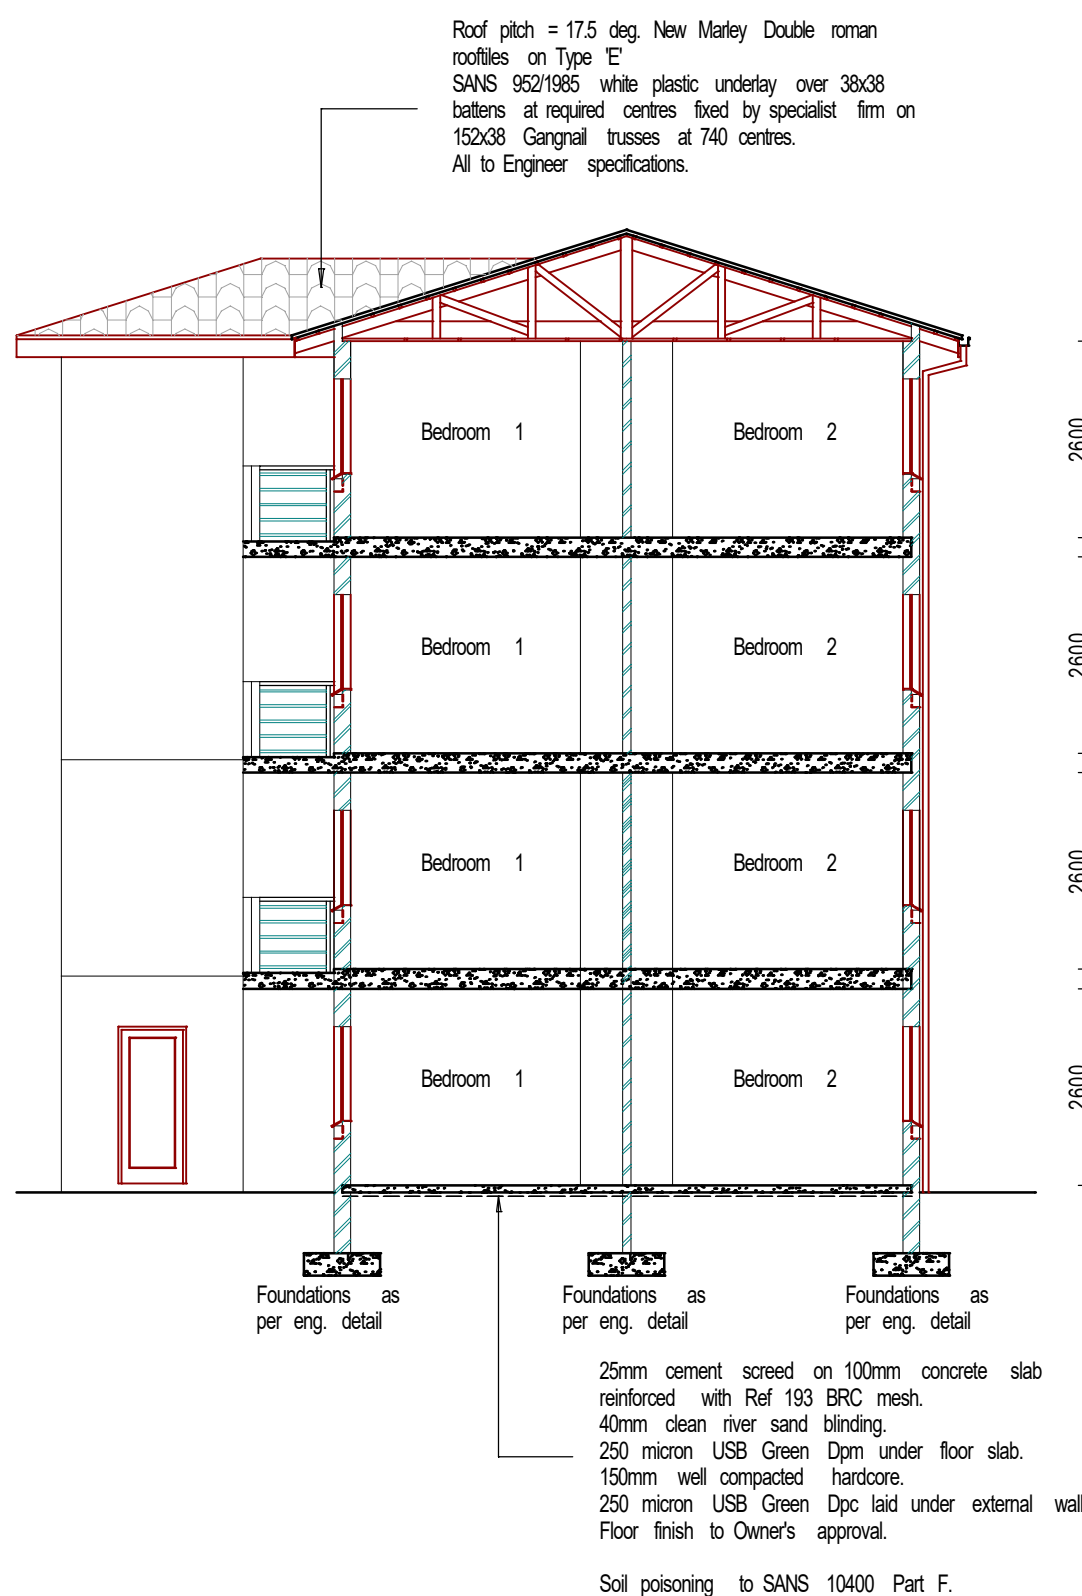 Roof pitch = 17.5 deg. New Marley Double roman
rooftiles on Type 'E'
SANS 952/1985 white plastic underlay over 38x38
battens at required centres fixed by specialist firm on
152x38 Gangnail trusses at 740 centres.
All to Engineer specifications.
Bedroom 1
Bedroom 2
2600
Bedroom 1
Bedroom 2
2600
Bedroom 1
Bedroom 2
2600
Bedroom 1
Bedroom 2
2600
Foundations as
per eng. detail
Foundations as
per eng. detail
Foundations as
per eng. detail
25mm cement screed on 100mm concrete slab
reinforced with Ref 193 BRC mesh.
40mm clean river sand blinding.
250 micron USB Green Dpm under floor slab.
150mm well compacted hardcore.
250 micron USB Green Dpc laid under external wall
Floor finish to Owner's approval.
Soil poisoning to SANS 10400 Part F.